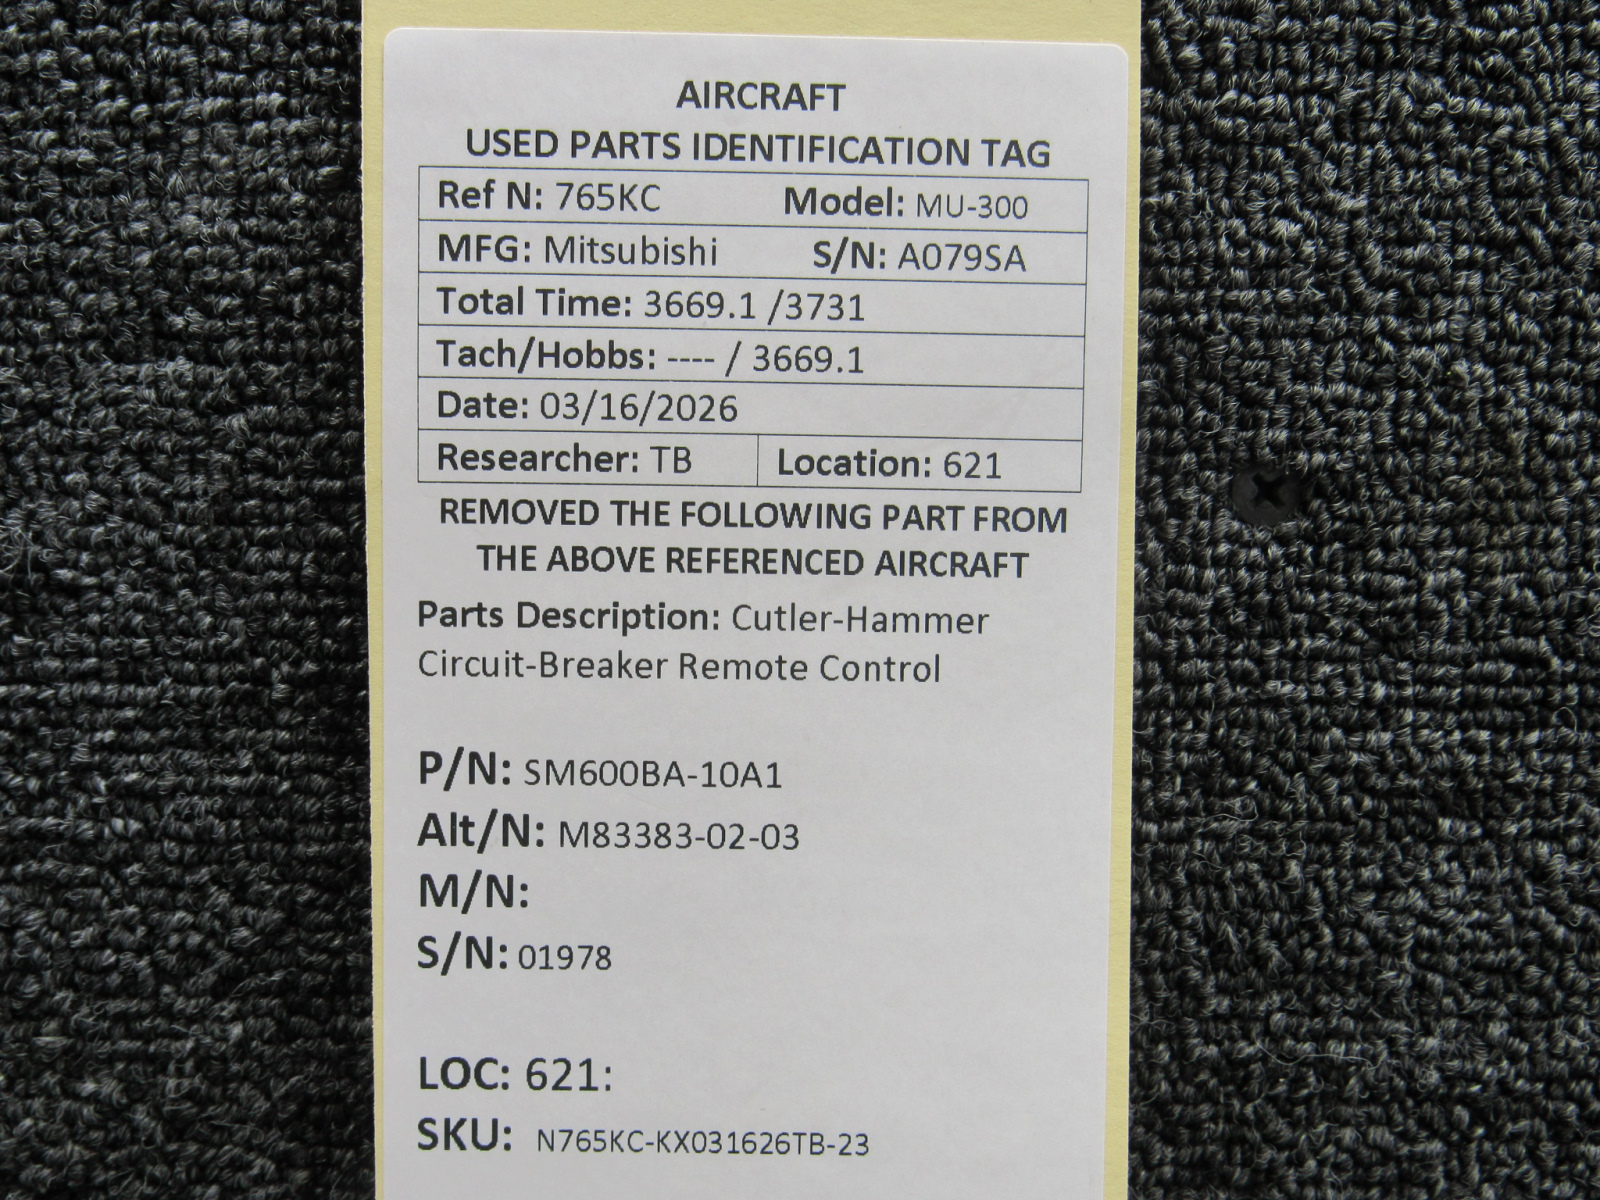 AIRCRAFT
USED PARTS IDENTIFICATION TAG
Ref N: 765KC Model: MU-300
MFG: Mitsubishi S/N: A079SA
Total Time: 3669.1 /3731
Tach/Hobbs: ---- / 3669.1
Date: 03/16/2026
Researcher: TB Location: 621
REMOVED THE FOLLOWING PART FROM
THE ABOVE REFERENCED AIRCRAFT
Parts Description: Cutler-Hammer
Circuit-Breaker Remote Control
P/N: SM600BA-10A1
Alt/N: M83383-02-03
M/N:
S/N: 01978
LOC: 621:
SKU: N765KC-KX031626TB-23